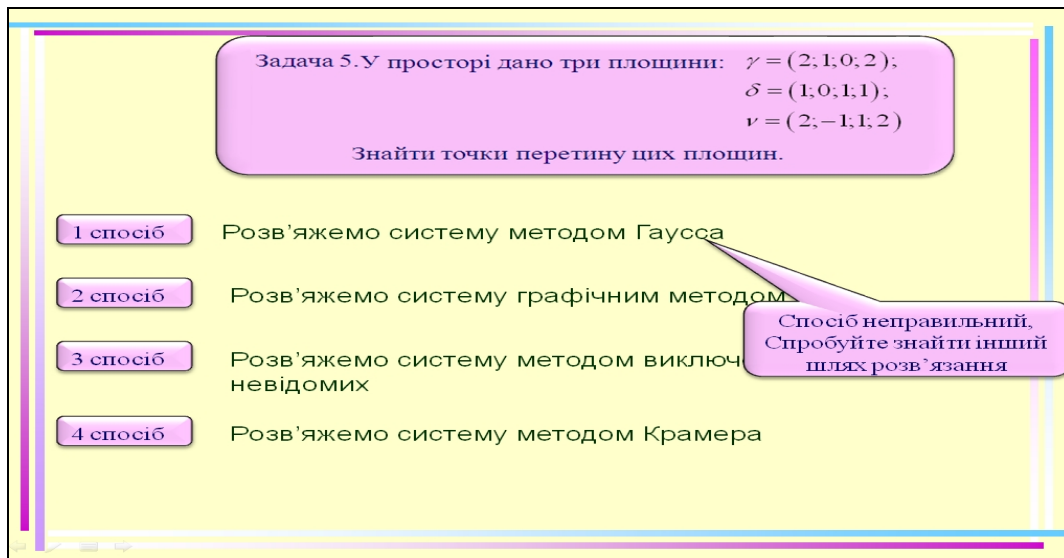 Задача 5.У просторі дано три площини: γ = (2;1;0;2);
δ = (1;0;1;1);
ν = (2;−1;1;2)
Знайти точки перетину цих площин.
1 спосіб Розв’яжемо систему методом Гаусса
2 спосіб Розв’яжемо систему графічним методом
Спосіб неправильний,
Спробуйте знайти інший
шлях розв’язання
3 спосіб Розв’яжемо систему методом виключе
невідомих
4 спосіб Розв’яжемо систему методом Крамера